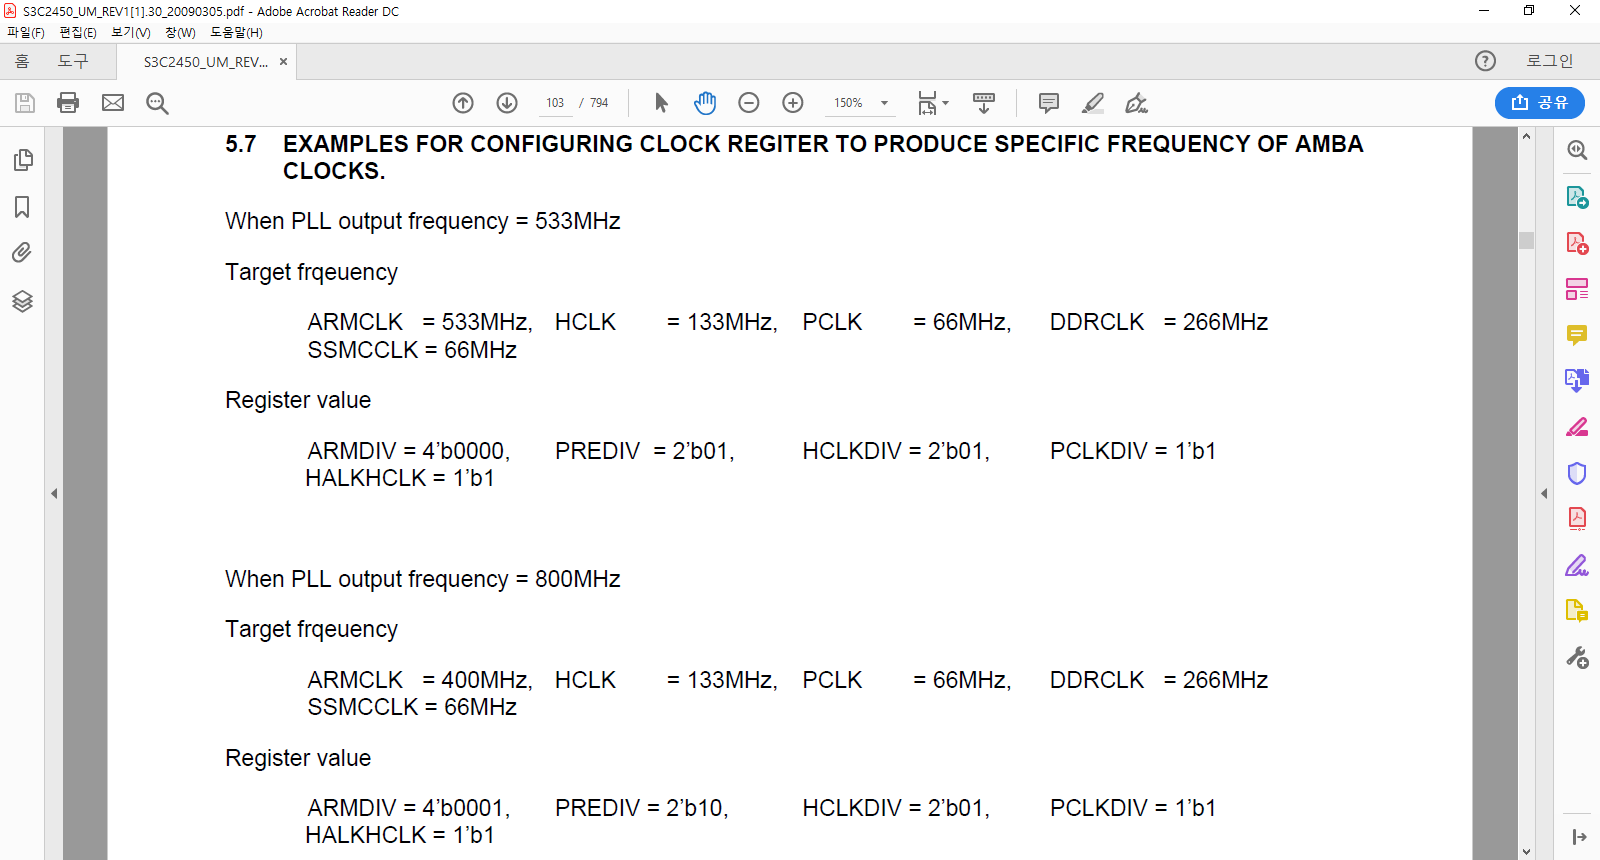 S3C2450_UM_REV1[1].30_20090305.pdf - Adobe Acrobat Reader DC
파일(F) 편집(E) 보기(V) 창(W) 도움말(H)
홈 도구 S3C2450_UM_REV... × ? 로그인
103 / 794 150% 공유
5.7 EXAMPLES FOR CONFIGURING CLOCK REGITER TO PRODUCE SPECIFIC FREQUENCY OF AMBA
CLOCKS.
When PLL output frequency = 533MHz
Target frqeuency
ARMCLK = 533MHz, HCLK = 133MHz, PCLK = 66MHz, DDRCLK = 266MHz
SSMCCLK = 66MHz
Register value
ARMDIV = 4’b0000, PREDIV = 2’b01, HCLKDIV = 2’b01, PCLKDIV = 1’b1
HALKHCLK = 1’b1
When PLL output frequency = 800MHz
Target frqeuency
ARMCLK = 400MHz, HCLK = 133MHz, PCLK = 66MHz, DDRCLK = 266MHz
SSMCCLK = 66MHz
Register value
ARMDIV = 4’b0001, PREDIV = 2’b10, HCLKDIV = 2’b01, PCLKDIV = 1’b1
HALKHCLK = 1’b1